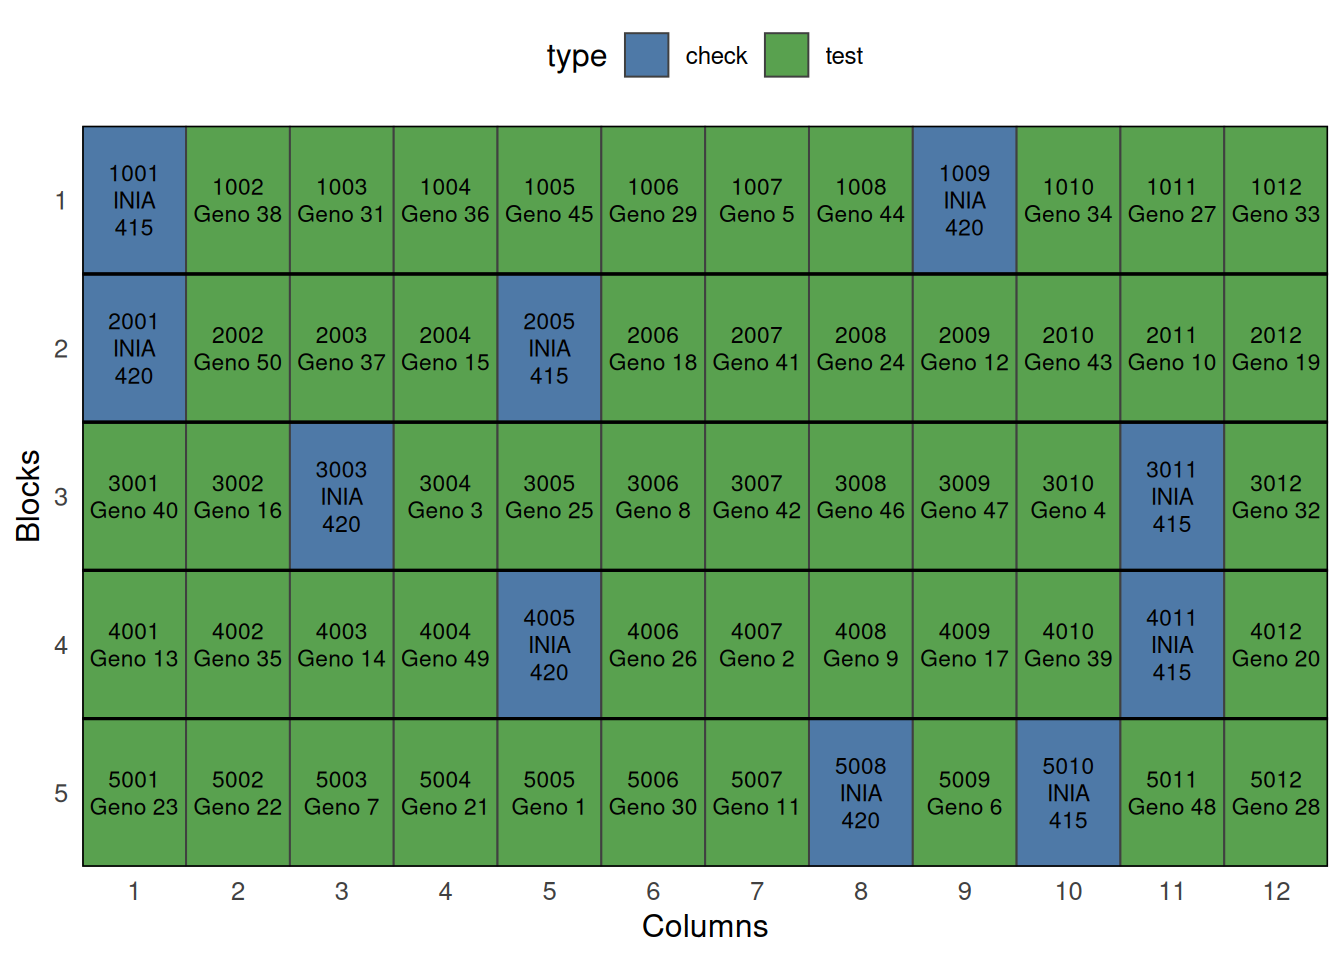 type check test
1001 1002 1003 1004 1005 1006 1007 1008 1009 1010 1011 1012
INIA Geno 38 Geno 31 Geno 36 Geno 45 Geno 29 Geno 5 Geno 44 INIA Geno 34 Geno 27 Geno 33
415 420
1
2001 2002 2003 2004 2005 2006 2007 2008 2009 2010 2011 2012
INIA Geno 50 Geno 37 Geno 15 INIA Geno 18 Geno 41 Geno 24 Geno 12 Geno 43 Geno 10 Geno 19
420 415
2
3001 3002 3003 3004 3005 3006 3007 3008 3009 3010 3011 3012
Geno 40 Geno 16 INIA Geno 3 Geno 25 Geno 8 Geno 42 Geno 46 Geno 47 Geno 4 INIA Geno 32
420 415
3
Blocks
4001 4002 4003 4004 4005 4006 4007 4008 4009 4010 4011 4012
Geno 13 Geno 35 Geno 14 Geno 49 INIA Geno 26 Geno 2 Geno 9 Geno 17 Geno 39 INIA Geno 20
420 415
4
5001 5002 5003 5004 5005 5006 5007 5008 5009 5010 5011 5012
Geno 23 Geno 22 Geno 7 Geno 21 Geno 1 Geno 30 Geno 11 INIA Geno 6 INIA Geno 48 Geno 28
420 415
5
1 2 3 4 5 6 7 8 9 10 11 12
Columns